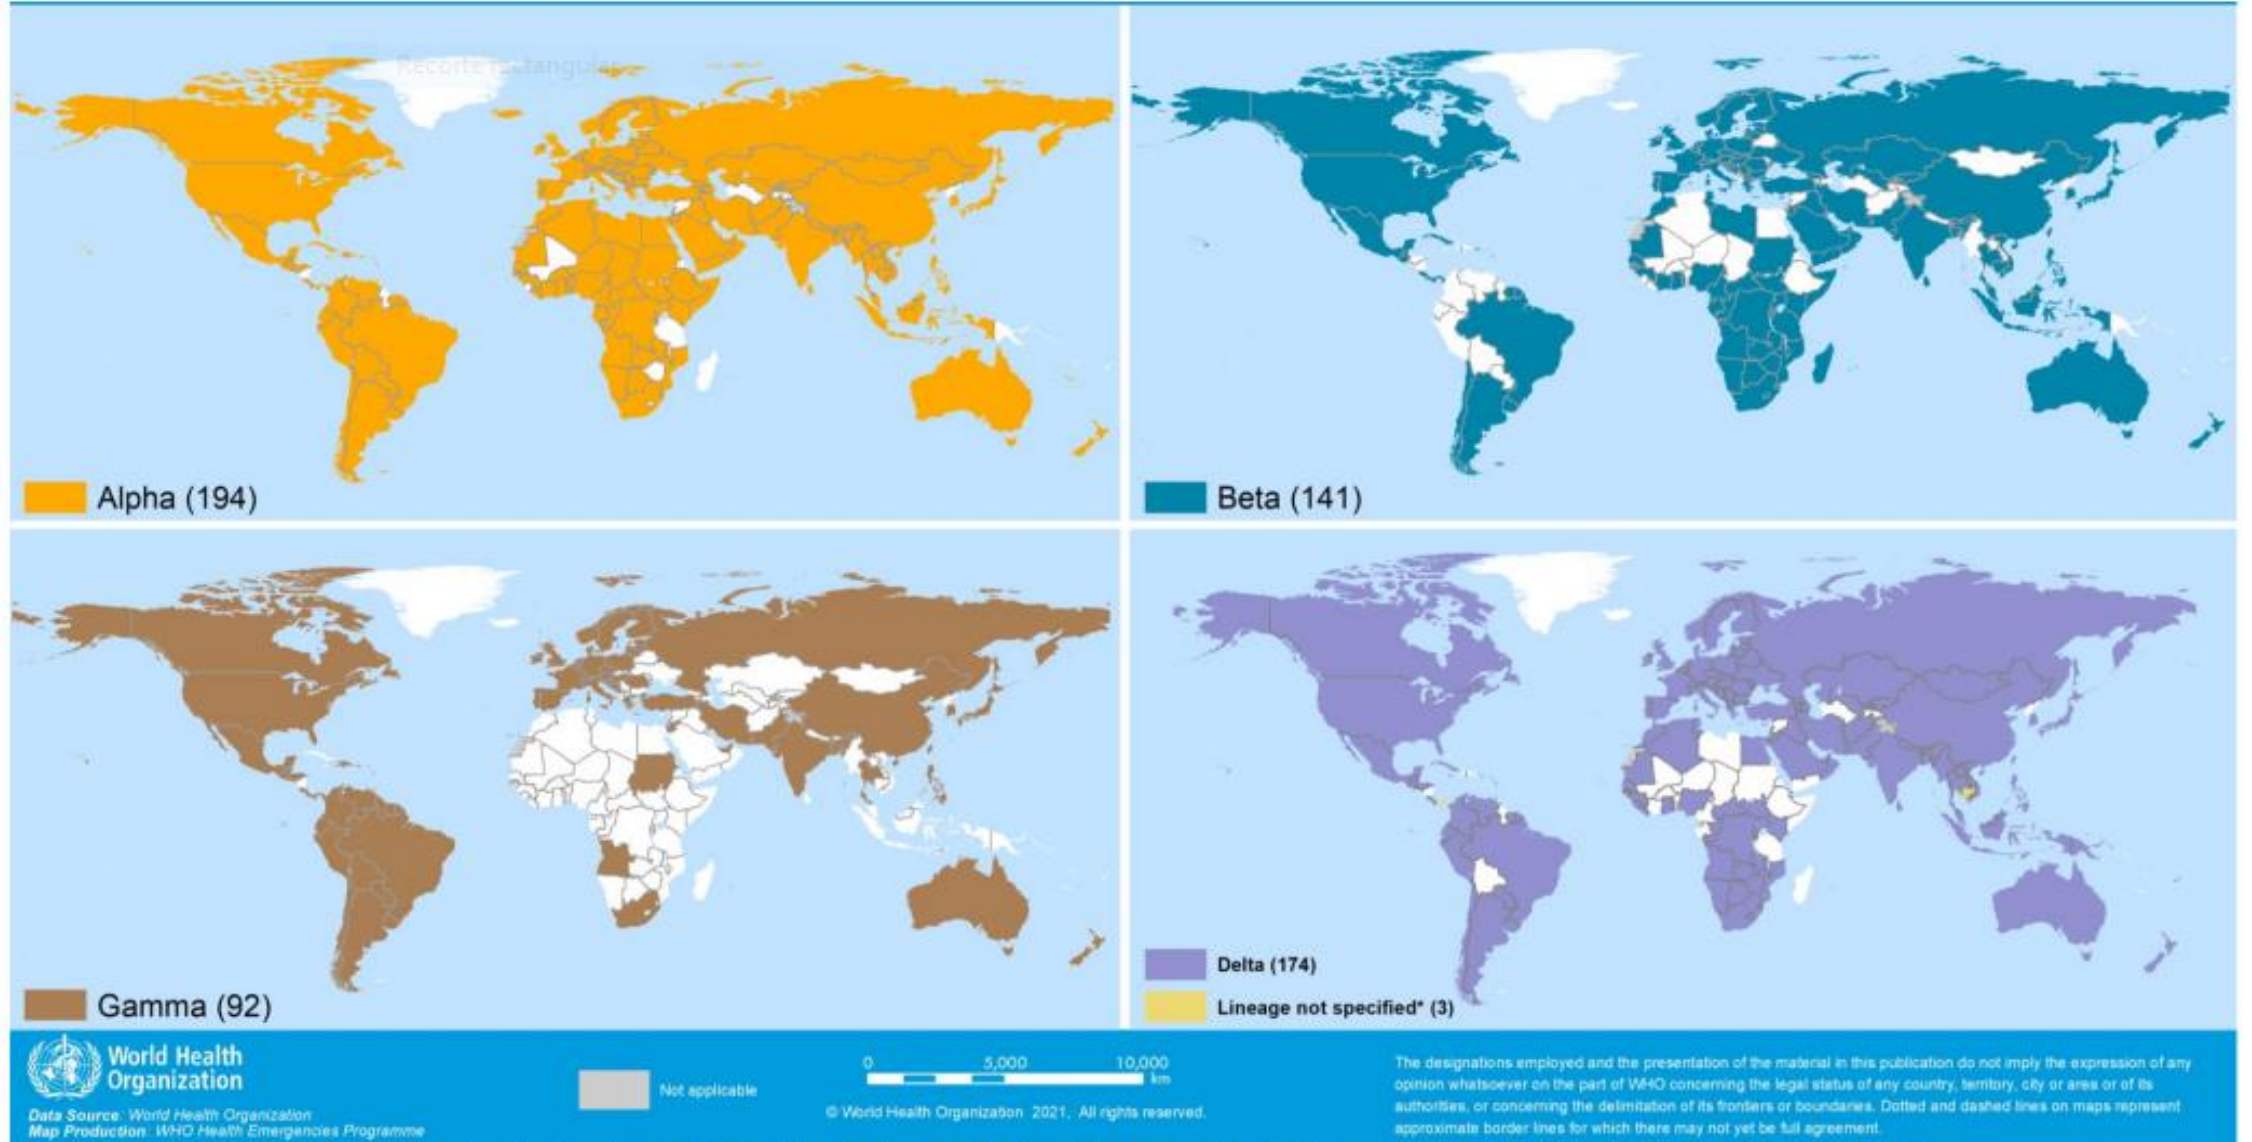 Recorte rectangular
Alpha (194)
Beta (141)
Gamma (92)
Delta (174)
Lineage not specified* (3)
World Health
Organization
Data Source: World Health Organization
Map Production: WHO Health Emergencies Programme
Not applicable
0 5,000 10,000
km
© World Health Organization 2021, All rights reserved.
The designations employed and the presentation of the material in this publication do not imply the expression of any
opinion whatsoever on the part of WHO concerning the legal status of any country, territory, city or area or of its
authorities, or concerning the delimitation of its frontiers or boundaries. Dotted and dashed lines on maps represent
approximate border lines for which there may not yet be full agreement.